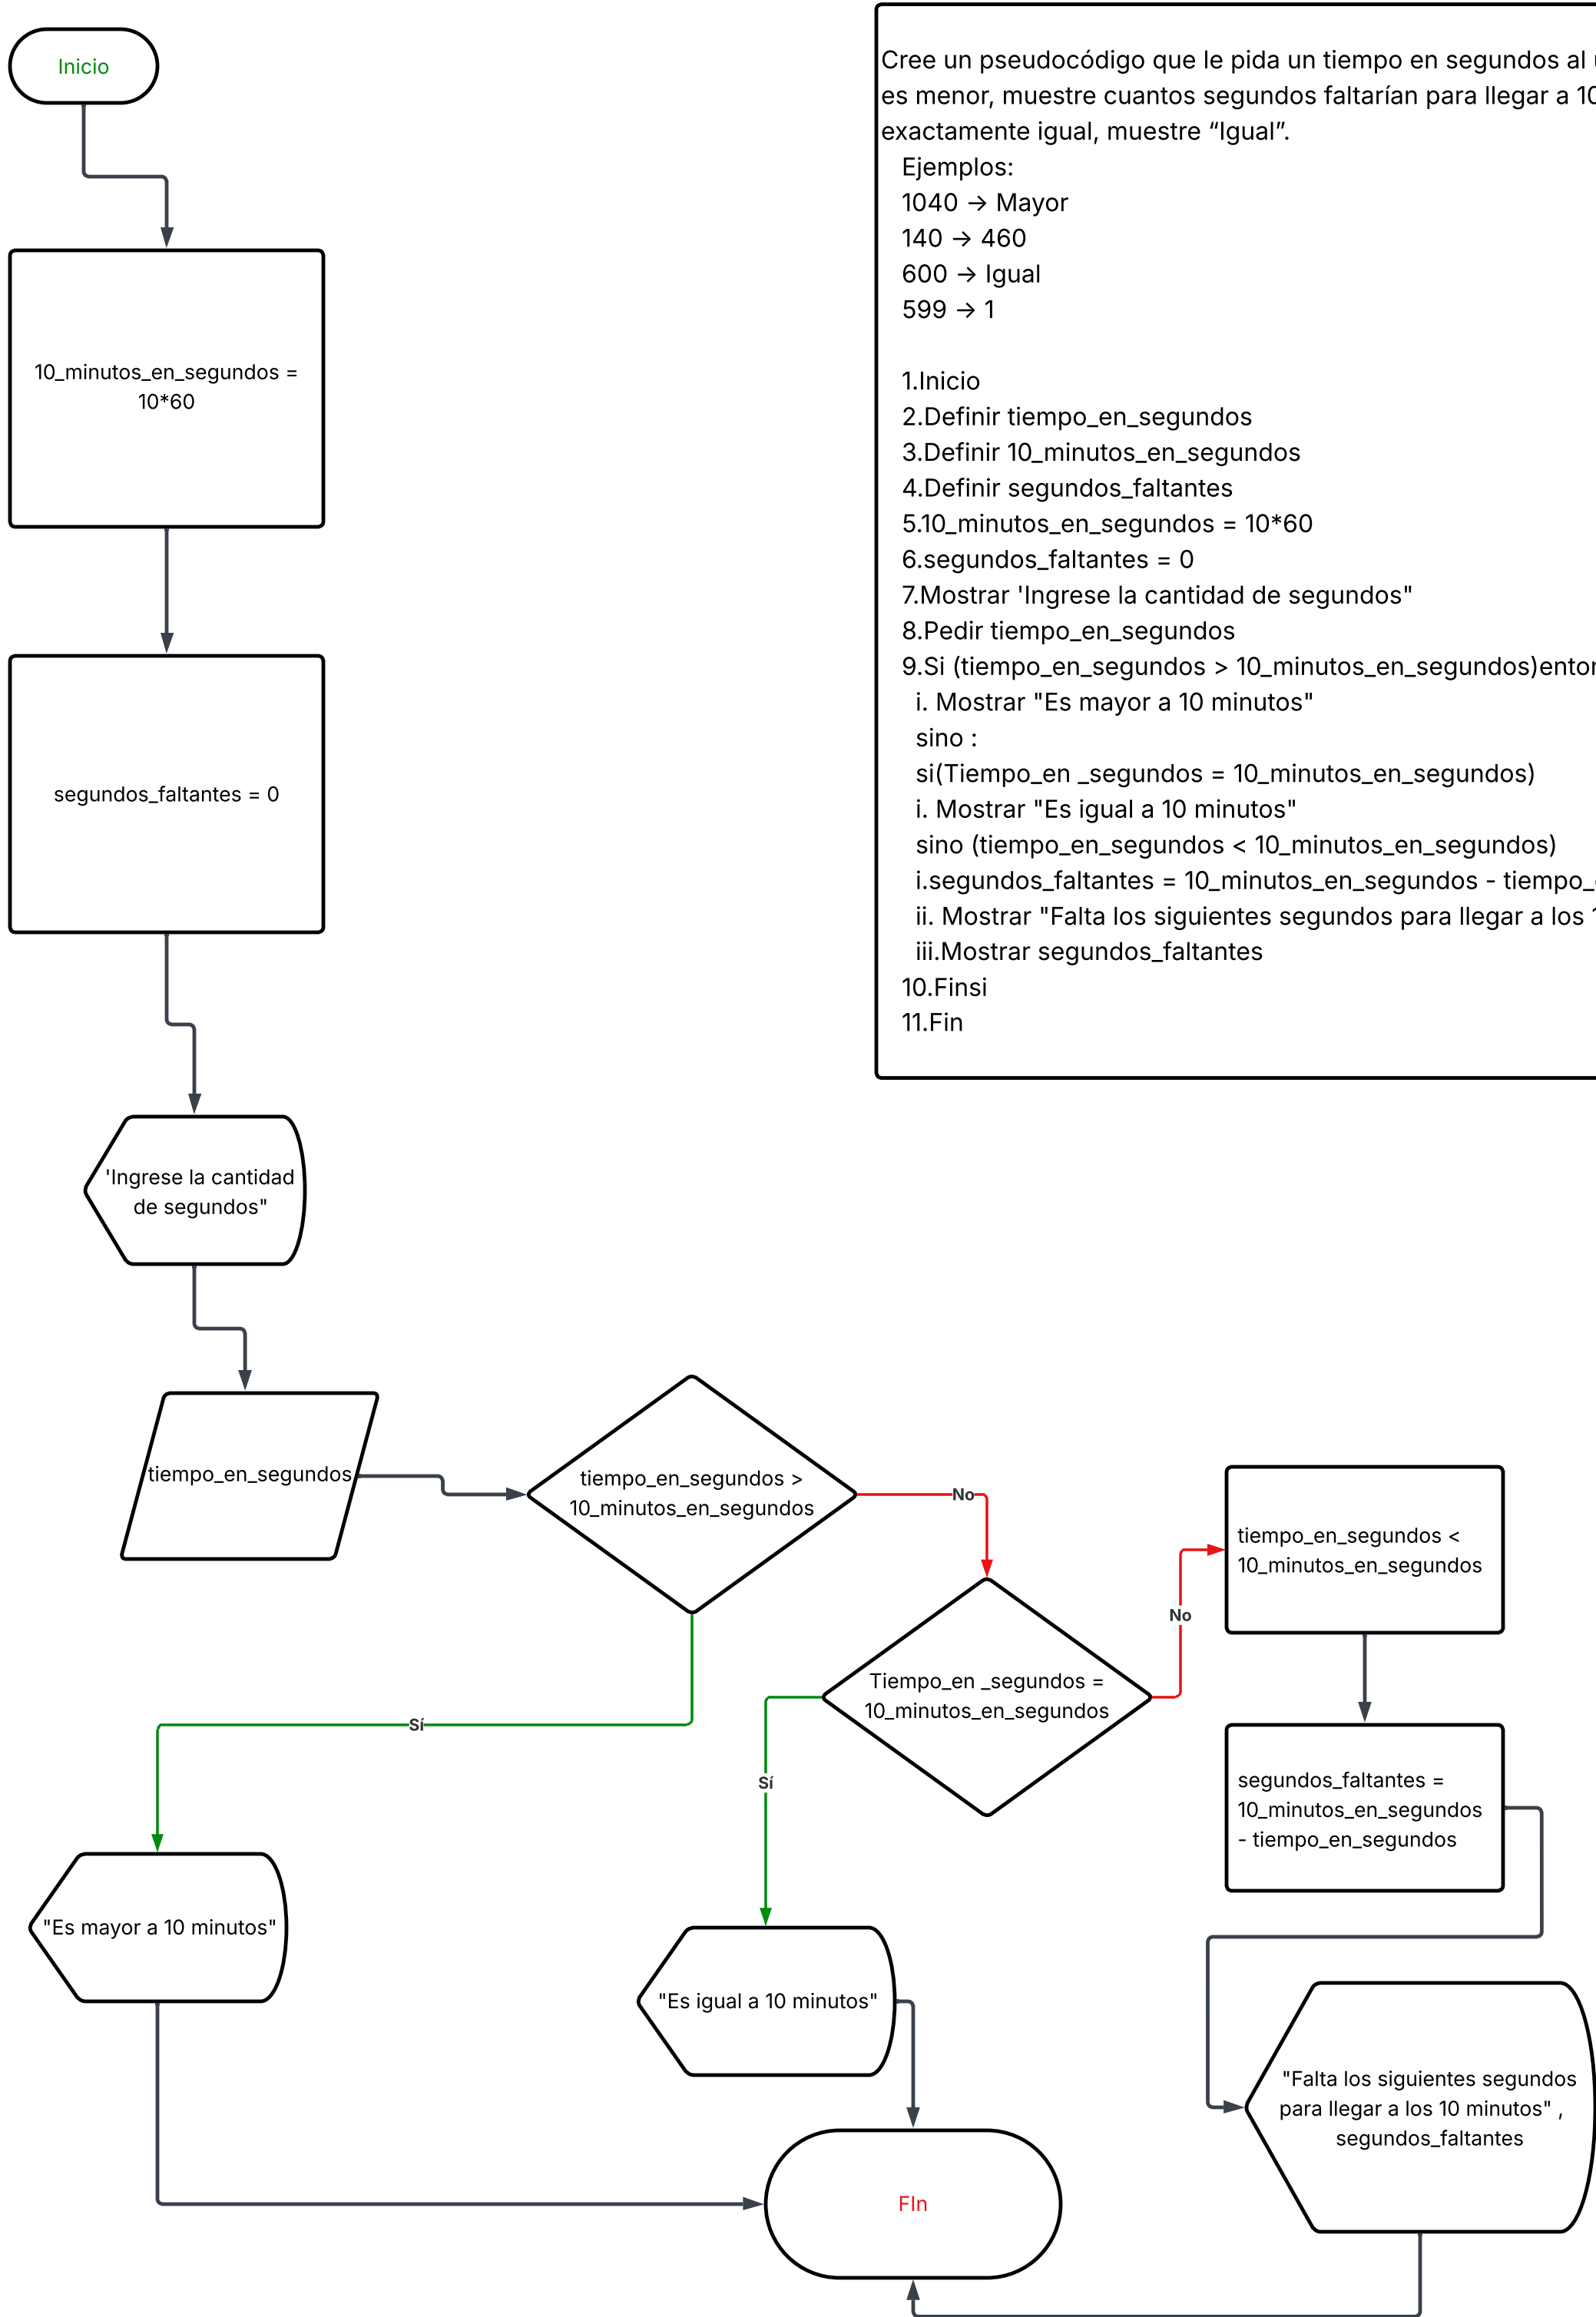 Inicio
10_minutos_en_segundos =
10*60
segundos_faltantes = 0
'Ingrese la cantidad
de segundos"
tiempo_en_segundos
tiempo_en_segundos >
10_minutos_en_segundos
No
Sí
Tiempo_en _segundos =
10_minutos_en_segundos
No
Sí
tiempo_en_segundos <
10_minutos_en_segundos
segundos_faltantes =
10_minutos_en_segundos
- tiempo_en_segundos
"Es mayor a 10 minutos"
"Es igual a 10 minutos"
"Falta los siguientes segundos
para llegar a los 10 minutos" ,
segundos_faltantes
FIn
Cree un pseudocódigo que le pida un tiempo en segundos al
es menor, muestre cuantos segundos faltarían para llegar a 10
exactamente igual, muestre “Igual”.
Ejemplos:
1040 → Mayor
140 → 460
600 → Igual
599 → 1
1.Inicio
2.Definir tiempo_en_segundos
3.Definir 10_minutos_en_segundos
4.Definir segundos_faltantes
5.10_minutos_en_segundos = 10*60
6.segundos_faltantes = 0
7.Mostrar 'Ingrese la cantidad de segundos"
8.Pedir tiempo_en_segundos
9.Si (tiempo_en_segundos > 10_minutos_en_segundos)
i. Mostrar "Es mayor a 10 minutos"
sino :
si(Tiempo_en _segundos = 10_minutos_en_segundos)
i. Mostrar "Es igual a 10 minutos"
sino (tiempo_en_segundos < 10_minutos_en_segundos)
i.segundos_faltantes = 10_minutos_en_segundos -
ii. Mostrar "Falta los siguientes segundos para llegar a los
iii.Mostrar segundos_faltantes
10.Finsi
11.Fin